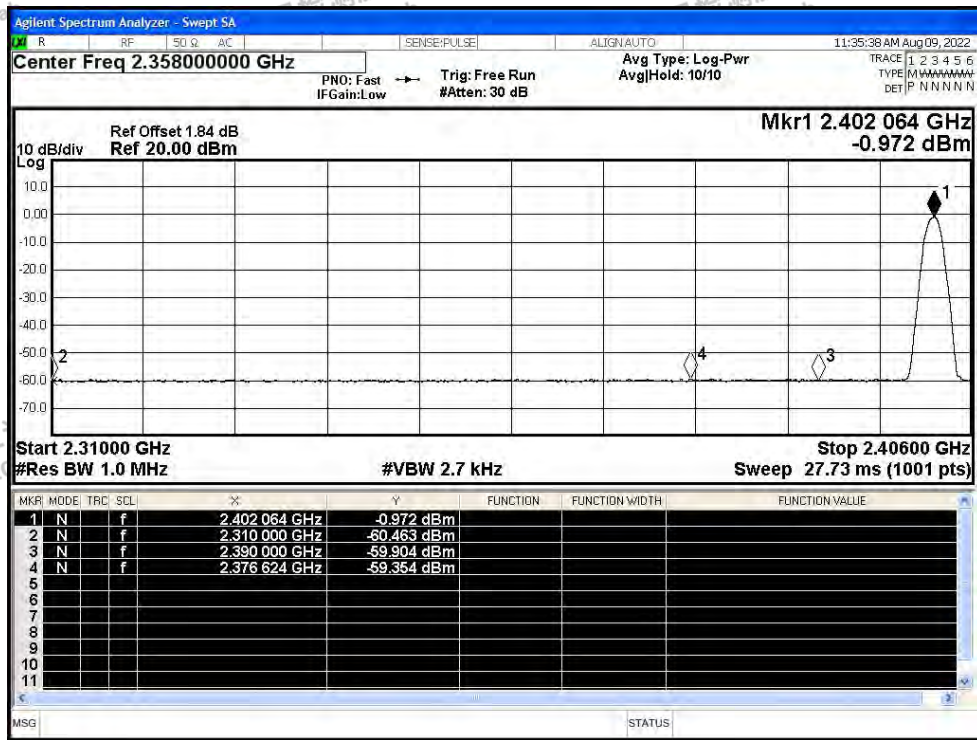 Agilent Spectrum Analyzer - Swept SA
LXI R RF 50 Ω AC SENSE:PULSE ALIGNAUTO 11:35:38 AM Aug 09, 2022
Center Freq 2.358000000 GHz
PNO: Fast
IFGain:Low
Trig: Free Run
#Atten: 30 dB
Avg Type: Log-Pwr
Avg|Hold: 10/10
TRACE 1 2 3 4 5 6
TYPE M WWWWW
DET P N N N N N
Mkr1 2.402 064 GHz
-0.972 dBm
Ref Offset 1.84 dB
10 dB/div Ref 20.00 dBm
Log
10.0
0.00
-10.0
-20.0
-30.0
-40.0
-50.0
-60.0
-70.0
1
2
4
3
Start 2.31000 GHz Stop 2.40600 GHz
#Res BW 1.0 MHz #VBW 2.7 kHz Sweep 27.73 ms (1001 pts)
MKR MODE TRC SCL X Y FUNCTION FUNCTION WIDTH FUNCTION VALUE
1 N f 2.402 064 GHz -0.972 dBm
2 N f 2.310 000 GHz -60.463 dBm
3 N f 2.390 000 GHz -59.904 dBm
4 N f 2.376 624 GHz -59.354 dBm
5
6
7
8
9
10
11
MSG STATUS